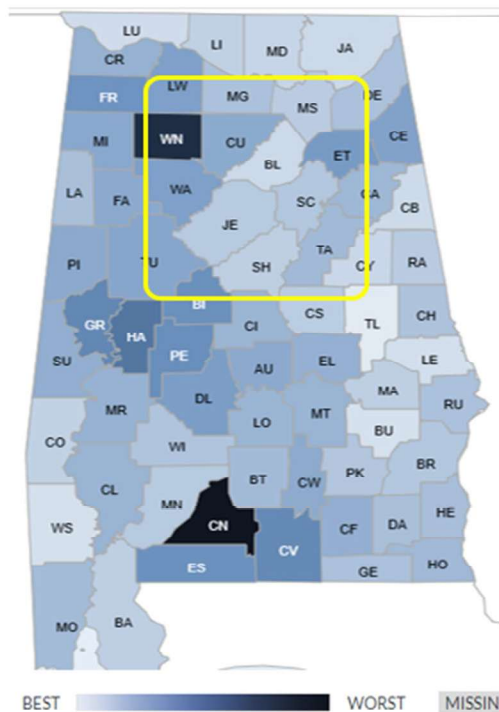 LU LI MD JA
CR
FR LW MG MS DE
MI WN CU BL ET CE
LA FA WA SC CA CB
JE
PI TU SH TA CY RA
BI
GR HA CI CS TL CH
SU PE AU EL LE
MR DL LO MT MA RU
CO WI BU
CL MN BT CW PK BR
WS CN CF DA HE
ES CV GE HO
MO BA
BEST WORST MISSIN